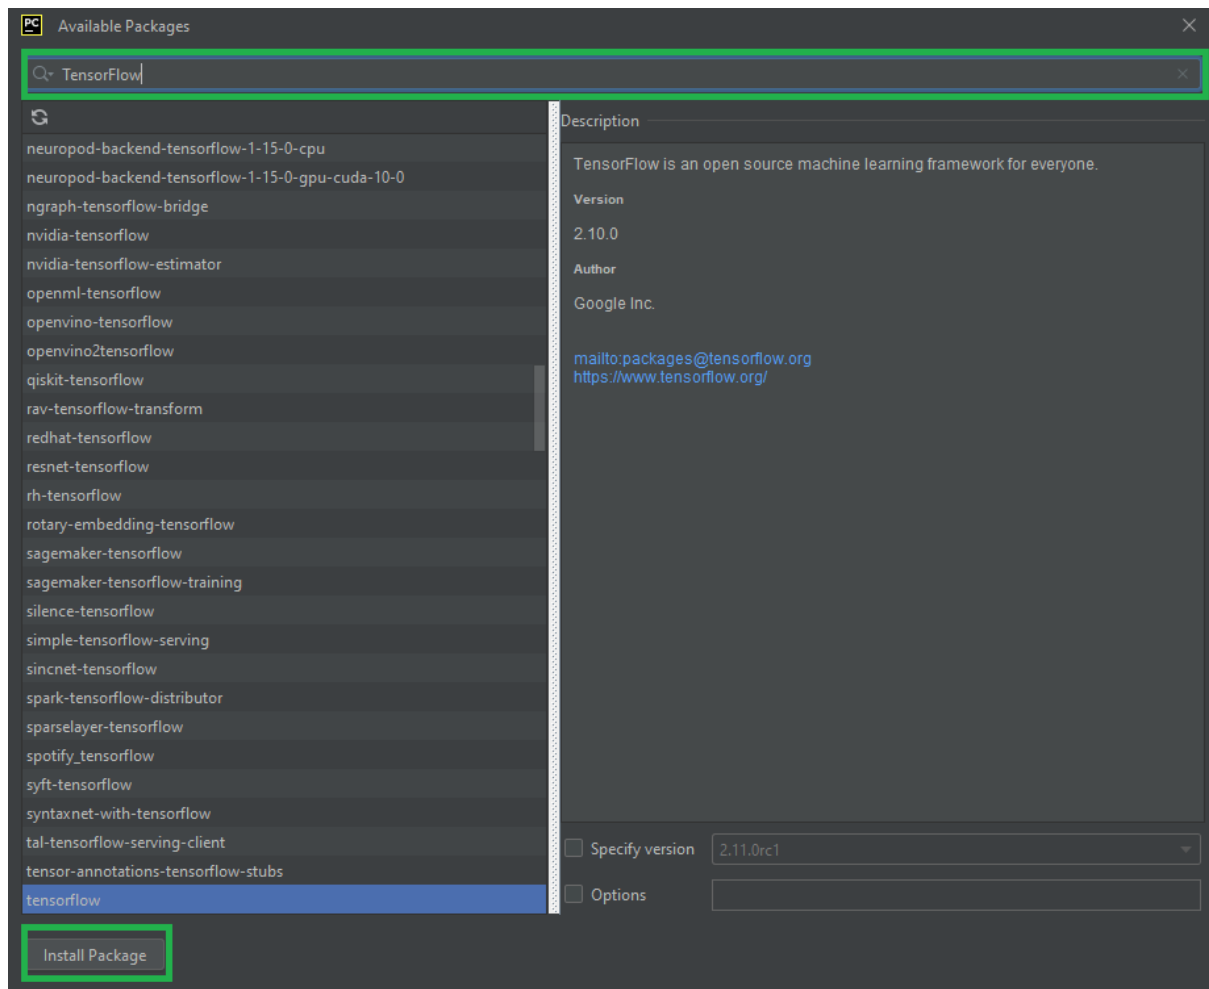 PC Available Packages
TensorFlow
neuropod-backend-tensorflow-1-15-0-cpu
neuropod-backend-tensorflow-1-15-0-gpu-cuda-10-0
ngraph-tensorflow-bridge
nvidia-tensorflow
nvidia-tensorflow-estimator
openml-tensorflow
openvino-tensorflow
openvino2tensorflow
qiskit-tensorflow
rav-tensorflow-transform
redhat-tensorflow
resnet-tensorflow
rh-tensorflow
rotary-embedding-tensorflow
sagemaker-tensorflow
sagemaker-tensorflow-training
silence-tensorflow
simple-tensorflow-serving
sincnet-tensorflow
spark-tensorflow-distributor
sparselayer-tensorflow
spotify_tensorflow
syft-tensorflow
syntaxnet-with-tensorflow
tal-tensorflow-serving-client
tensor-annotations-tensorflow-stubs
tensorflow
Description
TensorFlow is an open source machine learning framework for everyone.
Version
2.10.0
Author
Google Inc.
mailto:packages@tensorflow.org
https://www.tensorflow.org/
Specify version 2.11.0rc1
Options
Install Package